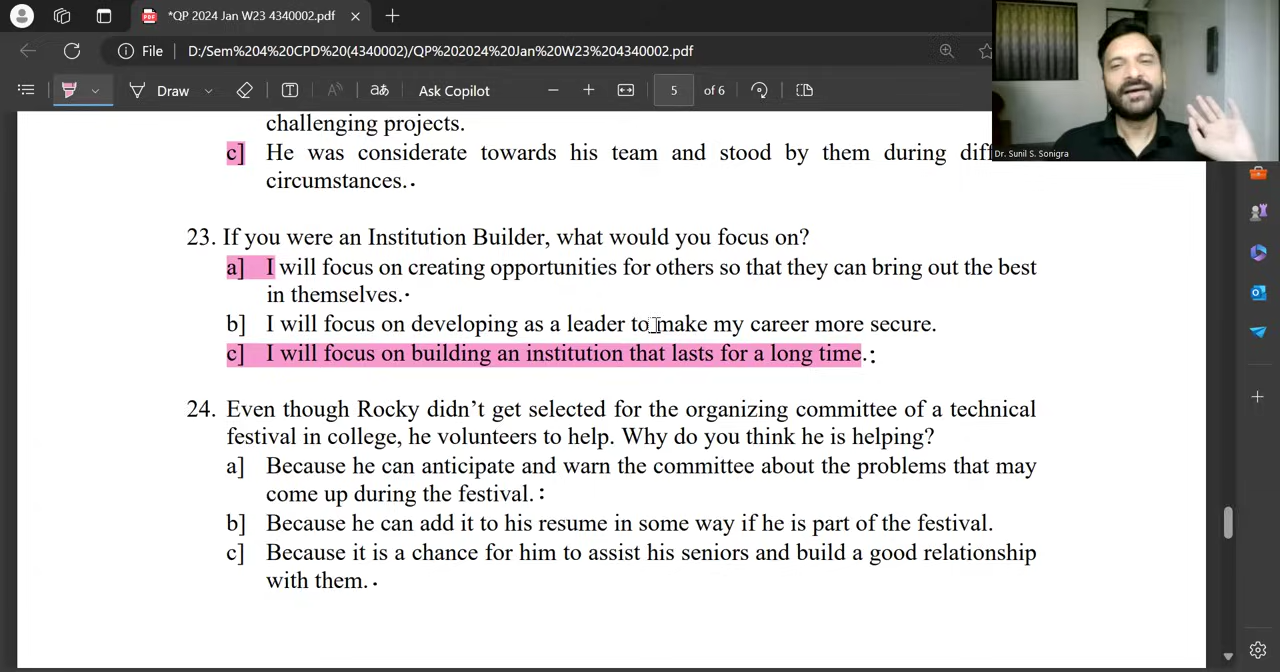 *QP 2024 Jan W23 4340002.pdf
File D:/Sem%204%20CPD%20(4340002)/QP%202024%20Jan%20W23%204340002.pdf
Draw Ask Copilot 5 of 6
Dr. Sunil S. Sonigra
challenging projects.
c] He was considerate towards his team and stood by them during
circumstances..
23. If you were an Institution Builder, what would you focus on?
a] I will focus on creating opportunities for others so that they can bring out the best
in themselves.·
b] I will focus on developing as a leader to make my career more secure.
c] I will focus on building an institution that lasts for a long time.:
24. Even though Rocky didn't get selected for the organizing committee of a technical
festival in college, he volunteers to help. Why do you think he is helping?
a] Because he can anticipate and warn the committee about the problems that may
come up during the festival. :
b] Because he can add it to his resume in some way if he is part of the festival.
c] Because it is a chance for him to assist his seniors and build a good relationship
with them. .